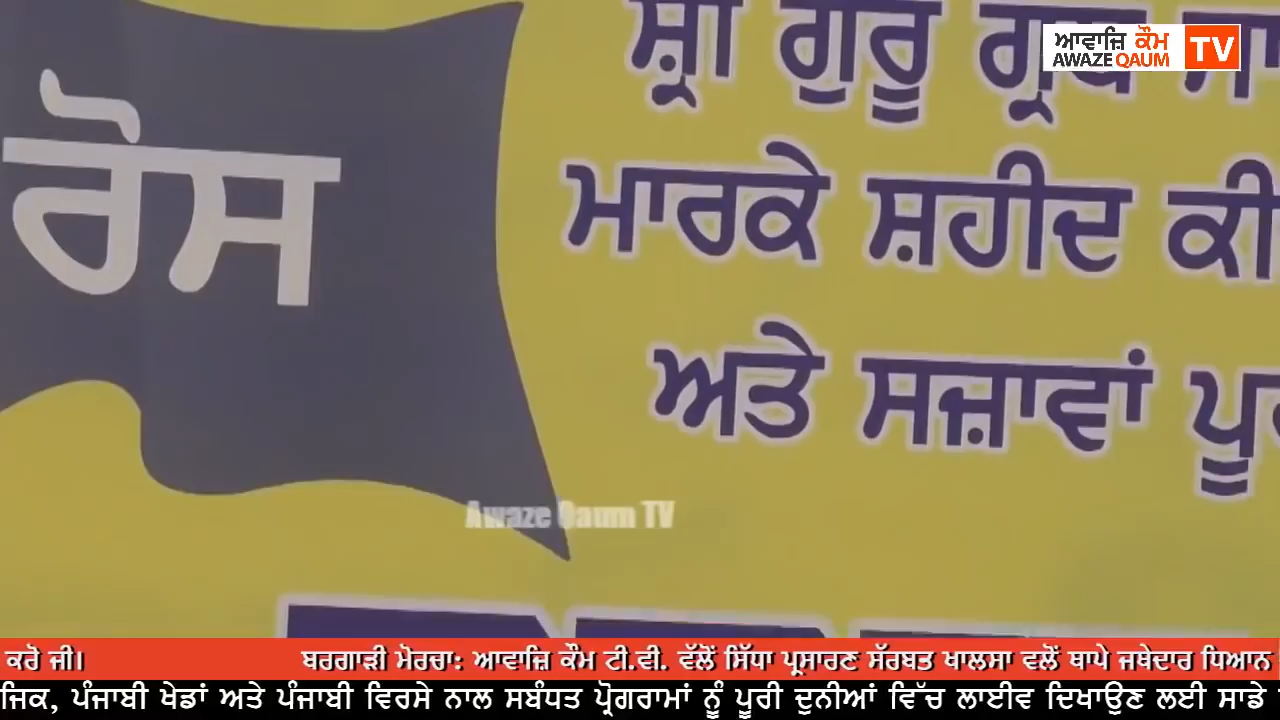 ਆਵਾਜ਼ਿ ਕੌਮ
AWAZE QAUM TV
ਰੋਸ
ਸ਼੍ਰੀ ਗੁਰੂ ਗ੍ਰੰਥ
ਮਾਰਕੇ ਸ਼ਹੀਦ ਕੀ
ਅਤੇ ਸਜ਼ਾਵਾਂ
Awaze Qaum TV
ਕਰੋ ਜੀ। ਬਰਗਾੜੀ ਮੋਰਚਾ: ਆਵਾਜ਼ਿ ਕੌਮ ਟੀ.ਵੀ. ਵੱਲੋਂ ਸਿੱਧਾ ਪ੍ਰਸਾਰਣ ਸੱਰਬਤ ਖਾਲਸਾ ਵਲੋਂ ਥਾਪੇ ਜਥੇਦਾਰ ਧਿਆਨ
ਜਿਕ, ਪੰਜਾਬੀ ਖੇਡਾਂ ਅਤੇ ਪੰਜਾਬੀ ਵਿਰਸੇ ਨਾਲ ਸਬੰਧਤ ਪ੍ਰੋਗਰਾਮਾਂ ਨੂੰ ਪੂਰੀ ਦੁਨੀਆਂ ਵਿੱਚ ਲਾਈਵ ਦਿਖਾਉਣ ਲਈ ਸਾਡੇ